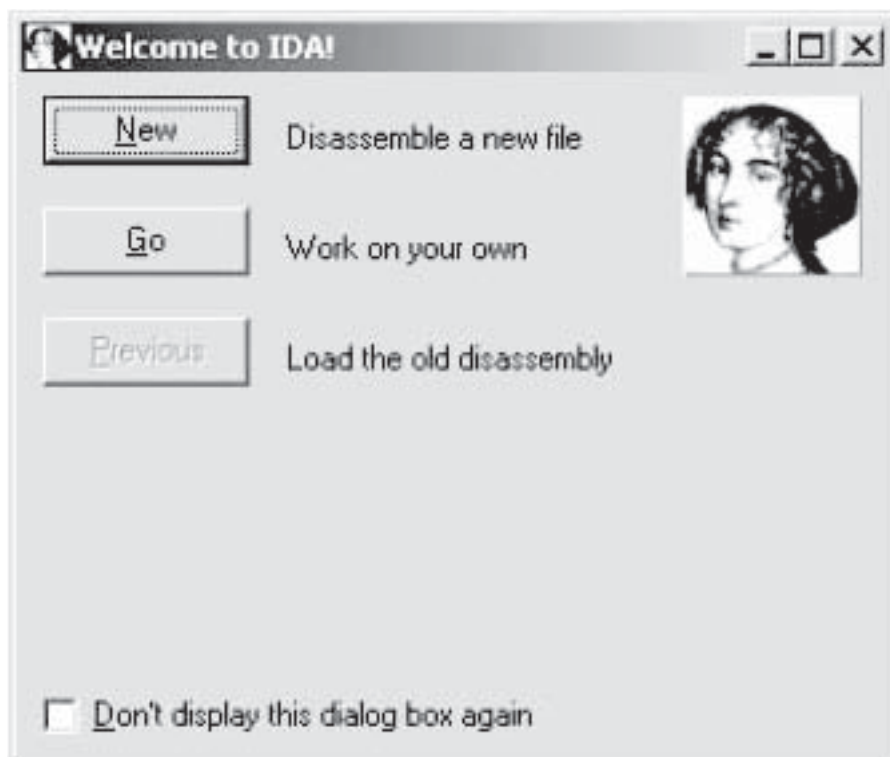 Welcome to IDA!
New
Disassemble a new file
Go
Work on your own
Previous
Load the old disassembly
Don't display this dialog box again